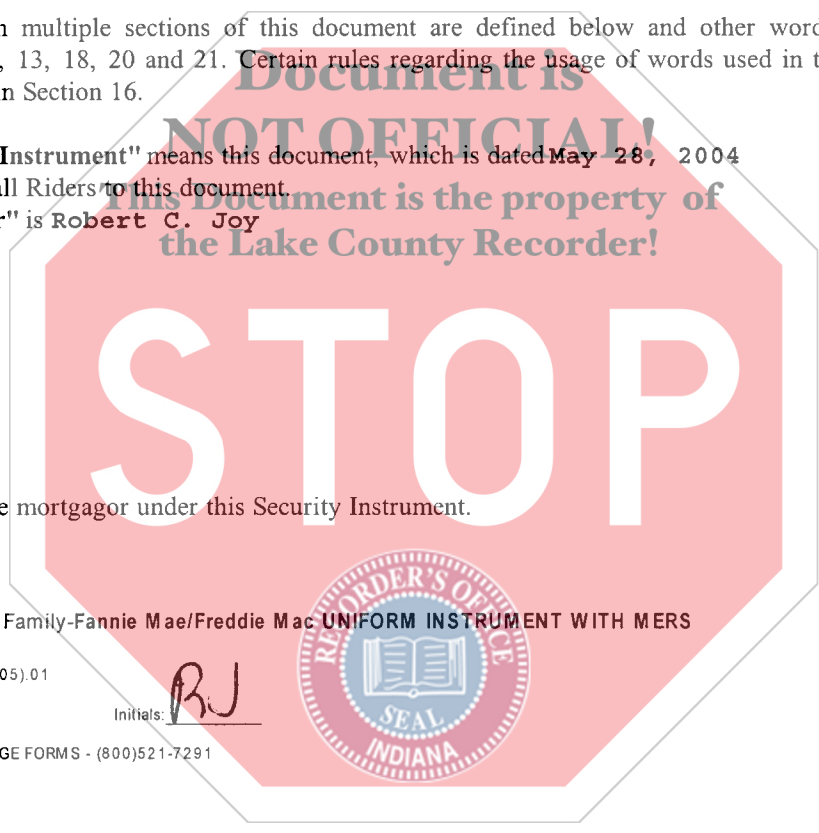 n multiple sections of this document are defined below and other word
, 13, 18, 20 and 21. Certain rules regarding the usage of words used in t
in Section 16.
Document is
NOT OFFICIAL!
Instrument" means this document, which is dated May 28, 2004
all Riders to this document.
This Document is the property of
r" is Robert C. Joy
the Lake County Recorder!
STOP
e mortgagor under this Security Instrument.
RECORDER'S OFFICE
Family-Fannie Mae/Freddie Mac UNIFORM INSTRUMENT WITH MERS
05).01
Initials: RJ
SEAL
INDIANA
GE FORMS - (800)521-7291